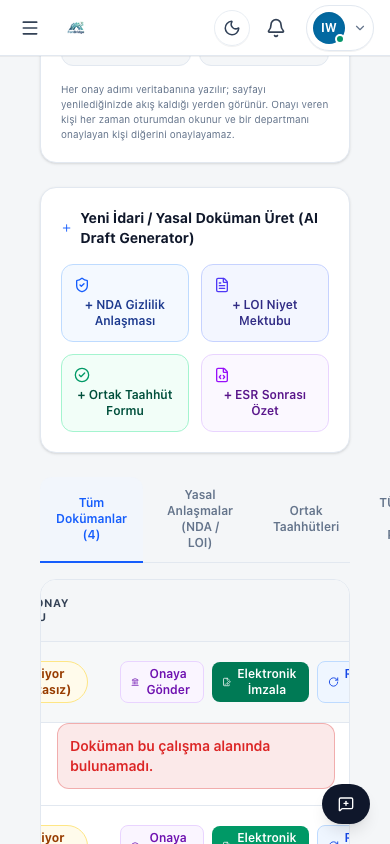 IW
Her onay adımı veritabanına yazılır; sayfayı
yenilediğinizde akış kaldığı yerden görünür. Onayı veren
kişi her zaman oturumdan okunur ve bir departmanı
onaylayan kişi diğerini onaylayamaz.
Yeni İdari / Yasal Doküman Üret (AI
Draft Generator)
+ NDA Gizlilik
Anlaşması
+ LOI Niyet
Mektubu
+ Ortak Taahhüt
Formu
+ ESR Sonrası
Özet
Tüm
Dokümanlar
(4)
Yasal
Anlaşmalar
(NDA /
LOI)
Ortak
Taahhütleri
Onaya
Gönder
Elektronik
İmzala
Doküman bu çalışma alanında
bulunamadı.
Onaya
Elektronik